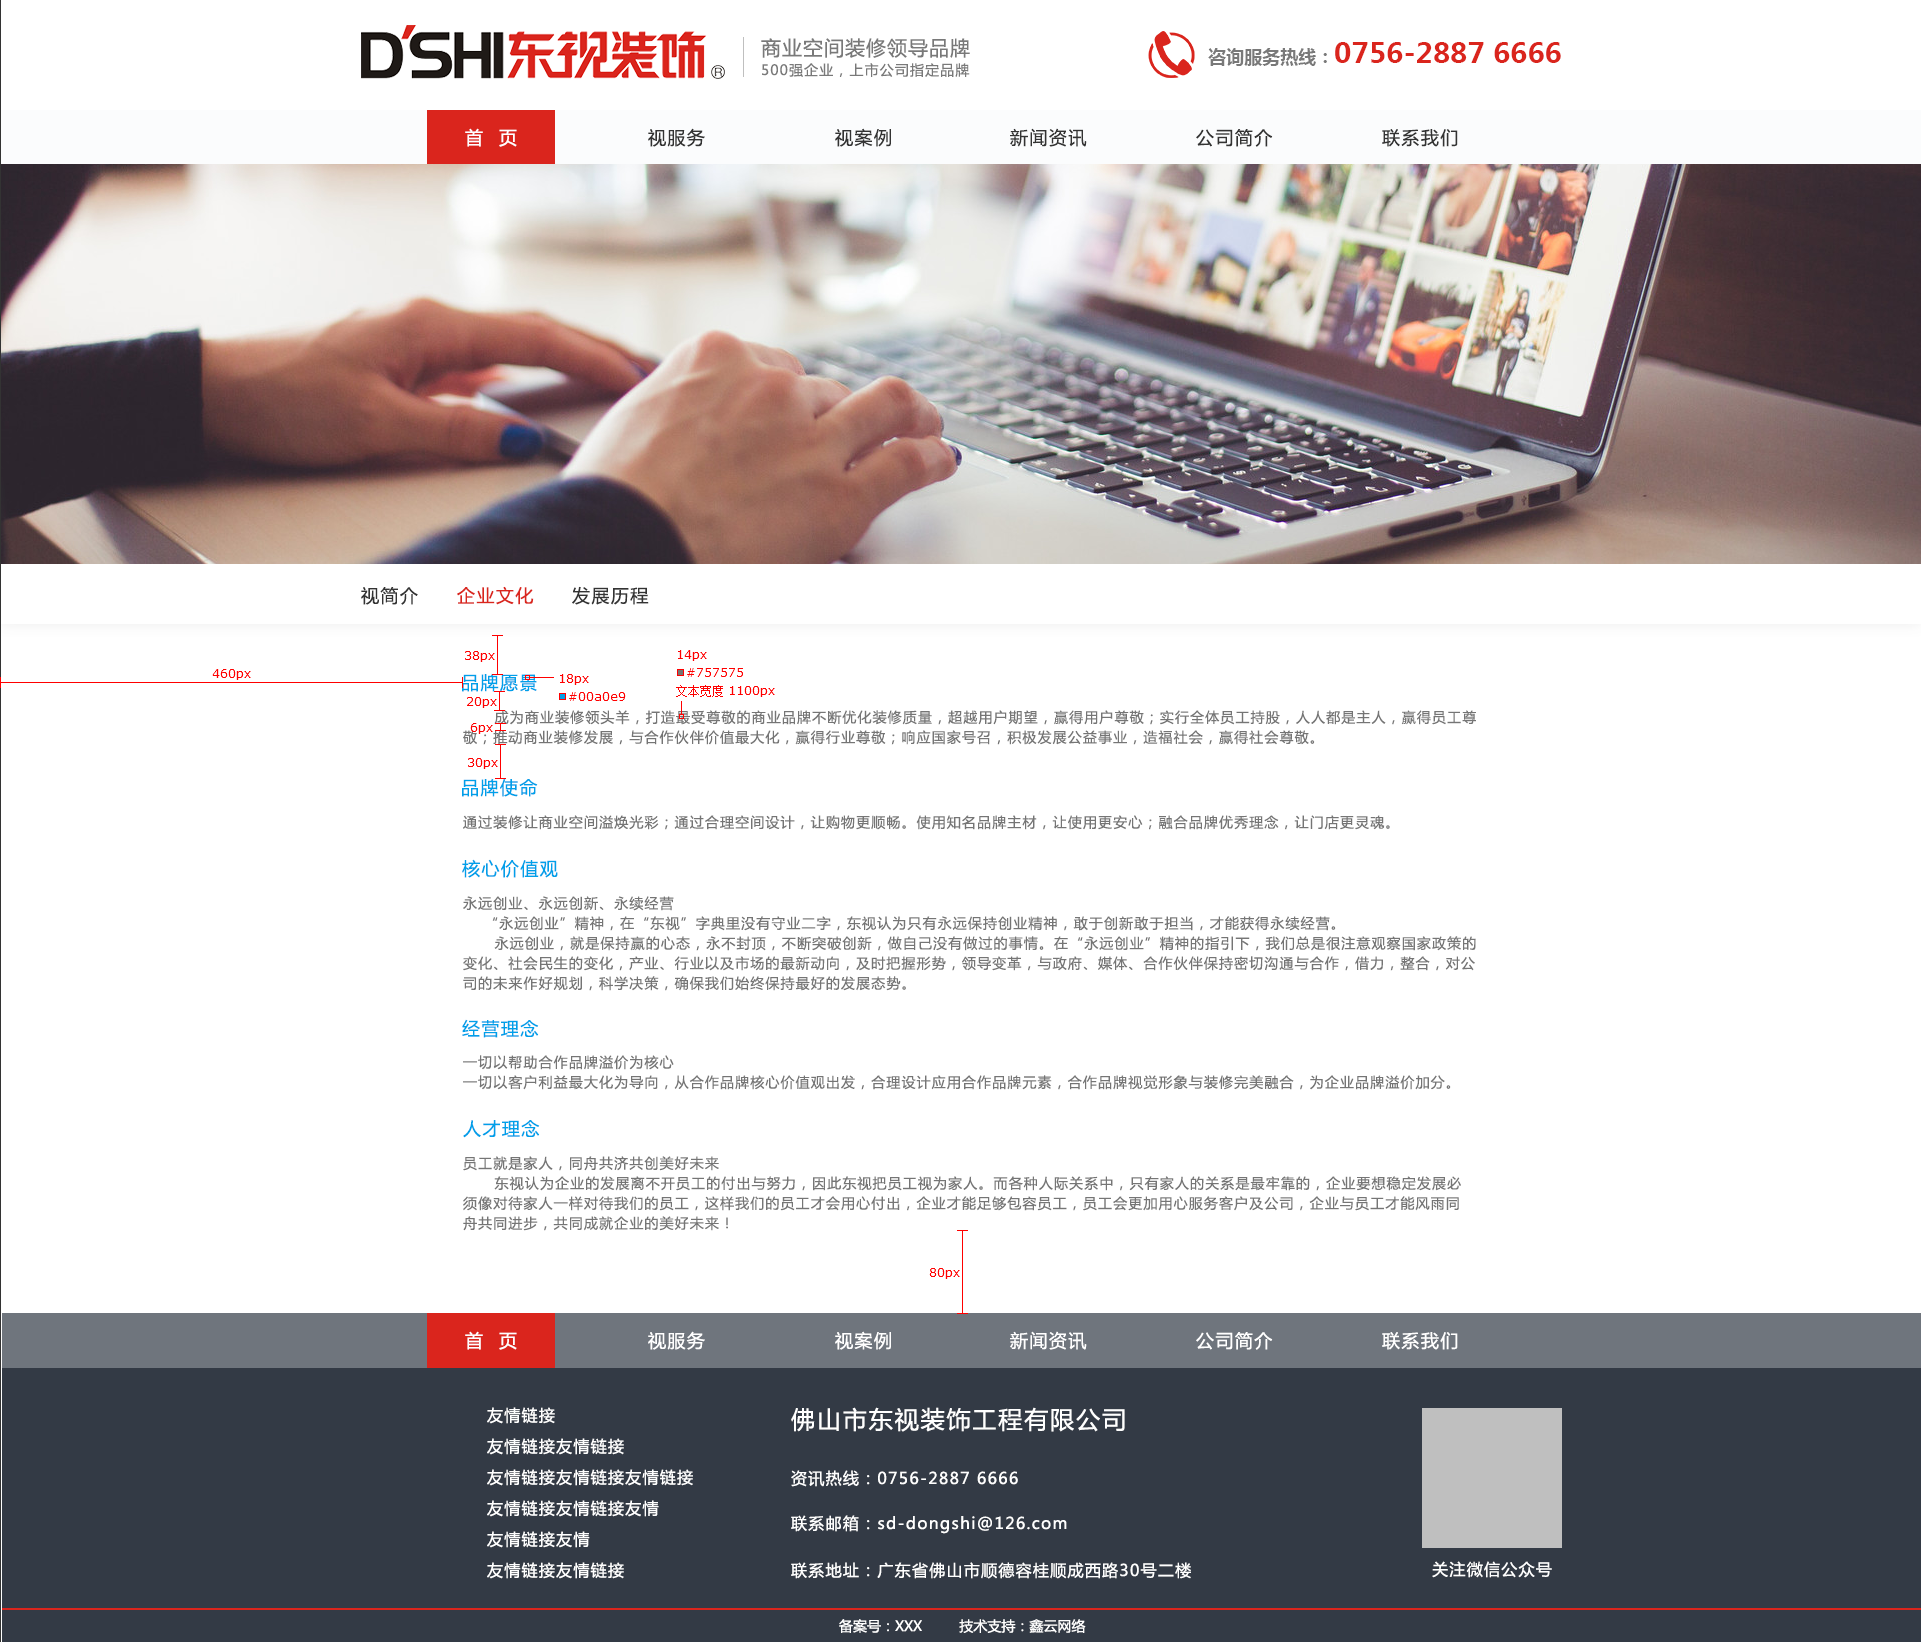 D'SHI东视装饰®
商业空间装修领导品牌
500强企业，上市公司指定品牌
咨询服务热线：0756-2887 6666
首 页 视服务 视案例 新闻资讯 公司简介 联系我们
视简介 企业文化 发展历程
38px
460px
14px
#757575
文本宽度 1100px
18px
#00a0e9
品牌愿景
20px
成为商业装修领头羊，打造最受尊敬的商业品牌不断优化装修质量，超越用户期望，赢得用户尊敬；实行全体员工持股，人人都是主人，赢得员工尊
6px
敬；推动商业装修发展，与合作伙伴价值最大化，赢得行业尊敬；响应国家号召，积极发展公益事业，造福社会，赢得社会尊敬。
30px
品牌使命
通过装修让商业空间溢焕光彩；通过合理空间设计，让购物更顺畅。使用知名品牌主材，让使用更安心；融合品牌优秀理念，让门店更灵魂。
核心价值观
永远创业、永远创新、永续经营
“永远创业”精神，在“东视”字典里没有守业二字，东视认为只有永远保持创业精神，敢于创新敢于担当，才能获得永续经营。
永远创业，就是保持赢的心态，永不封顶，不断突破创新，做自己没有做过的事情。在“永远创业”精神的指引下，我们总是很注意观察国家政策的
变化、社会民生的变化，产业、行业以及市场的最新动向，及时把握形势，领导变革，与政府、媒体、合作伙伴保持密切沟通与合作，借力，整合，对公
司的未来作好规划，科学决策，确保我们始终保持最好的发展态势。
经营理念
一切以帮助合作品牌溢价为核心
一切以客户利益最大化为导向，从合作品牌核心价值观出发，合理设计应用合作品牌元素，合作品牌视觉形象与装修完美融合，为企业品牌溢价加分。
人才理念
员工就是家人，同舟共济共创美好未来
东视认为企业的发展离不开员工的付出与努力，因此东视把员工视为家人。而各种人际关系中，只有家人的关系是最牢靠的，企业要想稳定发展必
须像对待家人一样对待我们的员工，这样我们的员工才会用心付出，企业才能足够包容员工，员工会更加用心服务客户及公司，企业与员工才能风雨同
舟共同进步，共同成就企业的美好未来！
80px
首 页 视服务 视案例 新闻资讯 公司简介 联系我们
友情链接
友情链接友情链接
友情链接友情链接友情链接
友情链接友情链接友情
友情链接友情
友情链接友情链接
佛山市东视装饰工程有限公司
资讯热线：0756-2887 6666
联系邮箱：sd-dongshi@126.com
联系地址：广东省佛山市顺德容桂顺成西路30号二楼
关注微信公众号
备案号：XXX 技术支持：鑫云网络